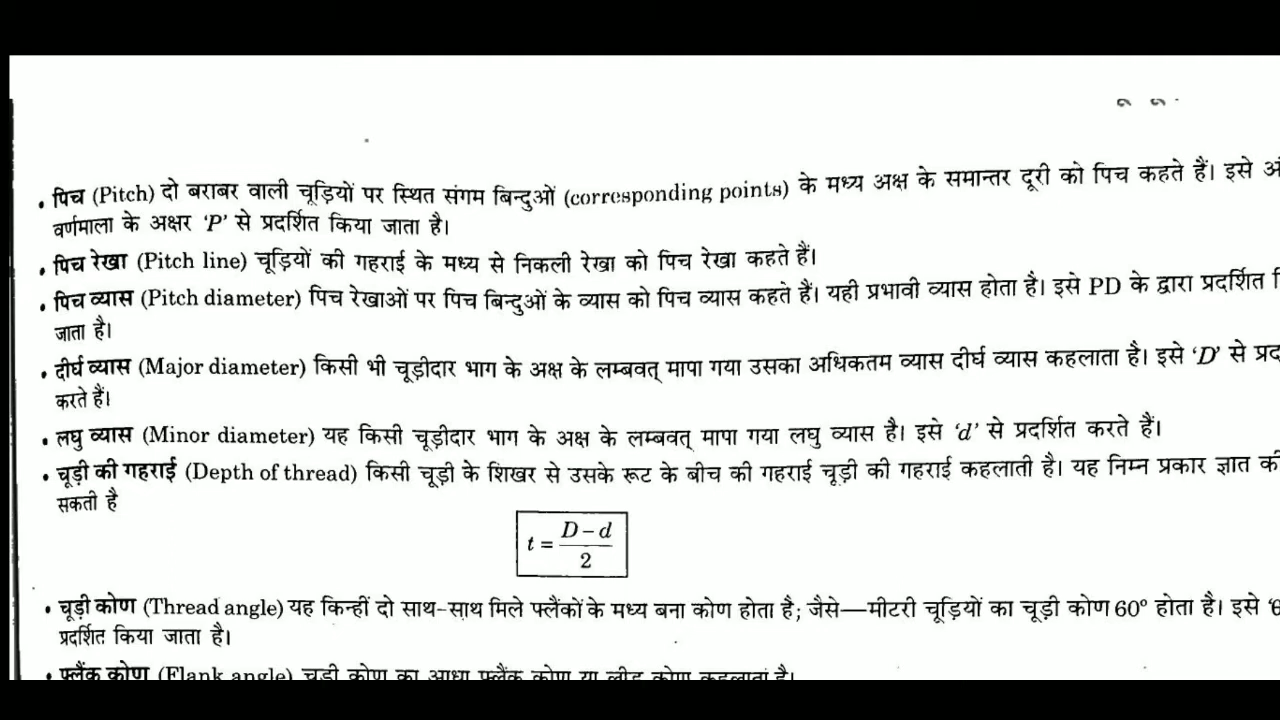 • पिच (Pitch) दो बराबर वाली चूड़ियों पर स्थित संगम बिन्दुओं (corresponding points) के मध्य अक्ष के समान्तर दूरी को पिच कहते हैं। इसे
वर्णमाला के अक्षर ‘P’ से प्रदर्शित किया जाता है।
• पिच रेखा (Pitch line) चूड़ियों की गहराई के मध्य से निकली रेखा को पिच रेखा कहते हैं।
• पिच व्यास (Pitch diameter) पिच रेखाओं पर पिच बिन्दुओं के व्यास को पिच व्यास कहते हैं। यही प्रभावी व्यास होता है। इसे PD के द्वारा प्रदर्शित
जाता है।
• दीर्घ व्यास (Major diameter) किसी भी चूड़ीदार भाग के अक्ष के लम्बवत् मापा गया उसका अधिकतम व्यास दीर्घ व्यास कहलाता है। इसे ‘D’ से
करते हैं।
• लघु व्यास (Minor diameter) यह किसी चूड़ीदार भाग के अक्ष के लम्बवत् मापा गया लघु व्यास है। इसे ‘d’ से प्रदर्शित करते हैं।
• चूड़ी की गहराई (Depth of thread) किसी चूड़ी के शिखर से उसके रूट के बीच की गहराई चूड़ी की गहराई कहलाती है। यह निम्न प्रकार ज्ञात की
सकती है
t = D – d / 2
• चूड़ी कोण (Thread angle) यह किन्हीं दो साथ-साथ मिले फ्लैंकों के मध्य बना कोण होता है; जैसे—मीटरी चूड़ियों का चूड़ी कोण 60° होता है। इसे
प्रदर्शित किया जाता है।
• फ्लैंक कोण (Flank angle) चूड़ी कोण का आधा फ्लैंक कोण या लीड कोण कहलाता है।